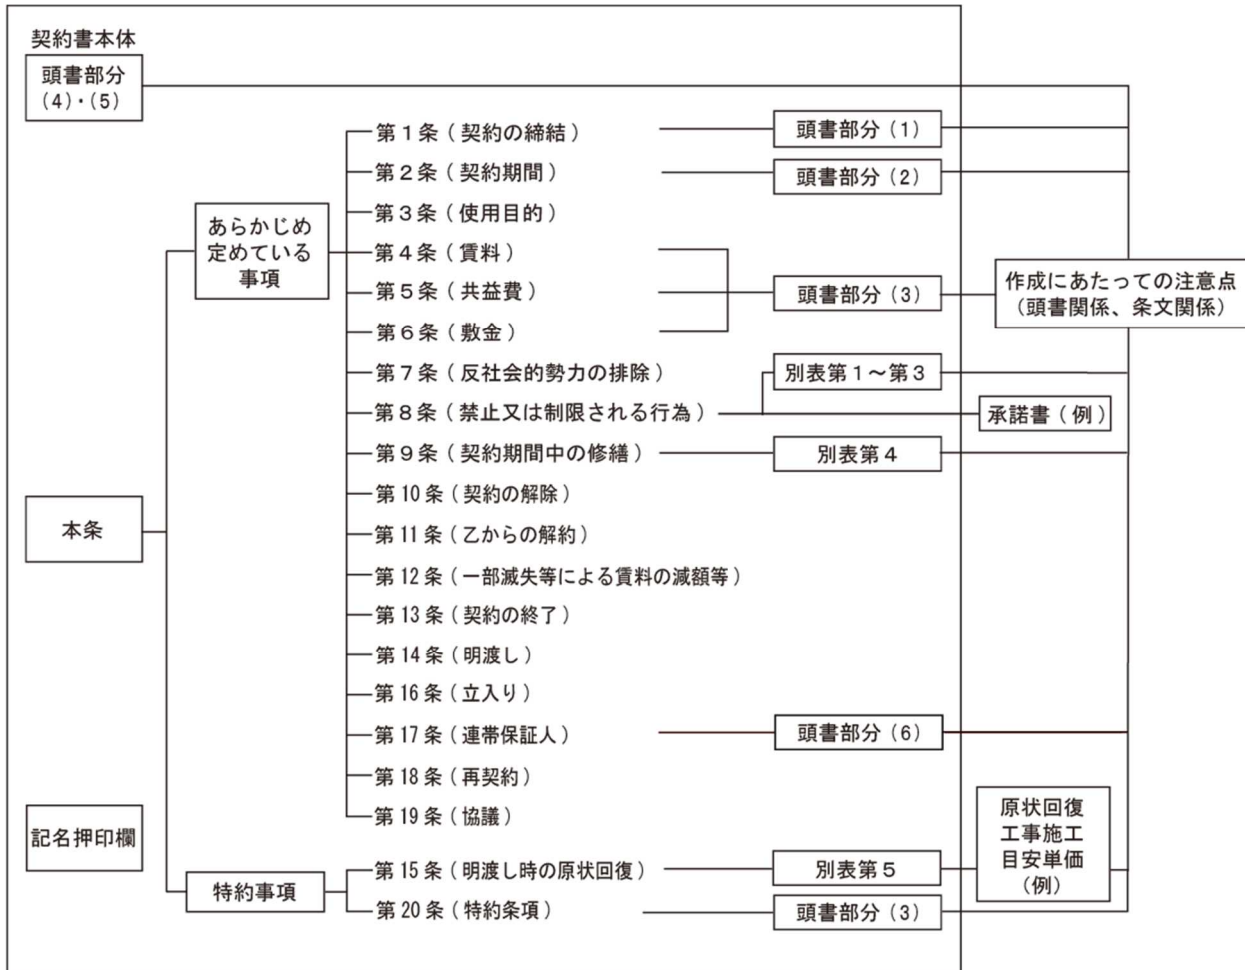 契約書本体
頭書部分
(4)・(5)
第１条(契約の締結)
頭書部分(1)
第２条(契約期間)
頭書部分(2)
第３条(使用目的)
あらかじめ
定めている
事項
第４条(賃料)
第５条(共益費)
頭書部分(3)
作成にあたっての注意点
(頭書関係、条文関係)
第６条(敷金)
第７条(反社会的勢力の排除)
別表第１～第３
第８条(禁止又は制限される行為)
承諾書(例)
第９条(契約期間中の修繕)
別表第４
第10条(契約の解除)
本条
第11条(乙からの解約)
第12条(一部滅失等による賃料の減額等)
第13条(契約の終了)
第14条(明渡し)
第16条(立入り)
第17条(連帯保証人)
頭書部分(6)
第18条(再契約)
第19条(協議)
記名押印欄
原状回復
工事施工
目安単価
(例)
特約事項
第15条(明渡し時の原状回復)
別表第５
第20条(特約条項)
頭書部分(3)